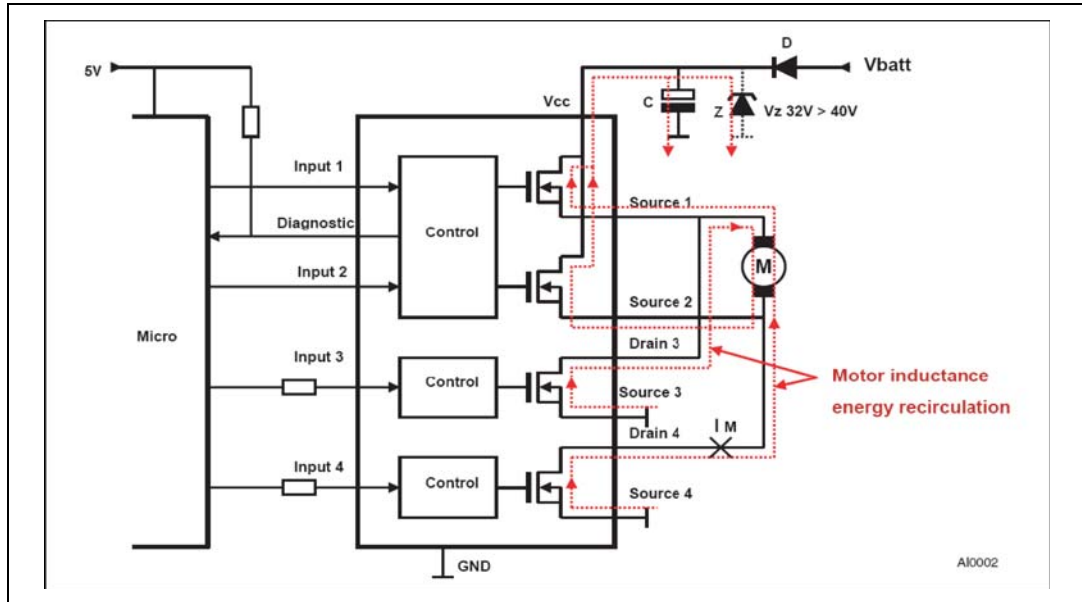 D
5V
Vbatt
Vcc
C
Z
Vz 32V > 40V
Input 1
Source 1
Diagnostic
Control
M
Input 2
Source 2
Micro
Drain 3
Input 3
Control
Source 3
Motor inductance
energy recirculation
Drain 4
I M
Input 4
Control
Source 4
GND
AI0002